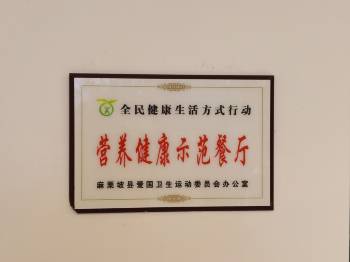 全民健康生活方式行动
营养健康示范餐厅
麻栗坡县爱国卫生运动委员会办公室